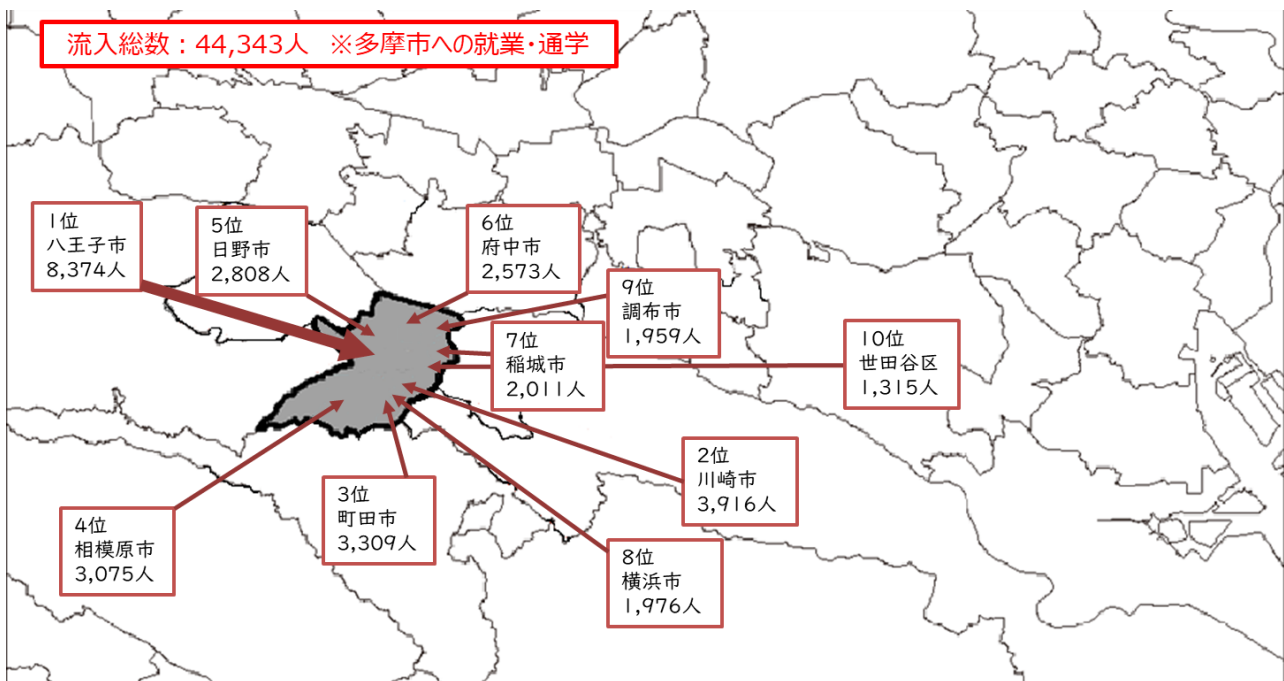 流入総数：44,343人　※多摩市への就業・通学
1位
八王子市
8,374人
5位
日野市
2,808人
6位
府中市
2,573人
9位
調布市
1,959人
7位
稲城市
2,011人
10位
世田谷区
1,315人
2位
川崎市
3,916人
3位
町田市
3,309人
4位
相模原市
3,075人
8位
横浜市
1,976人